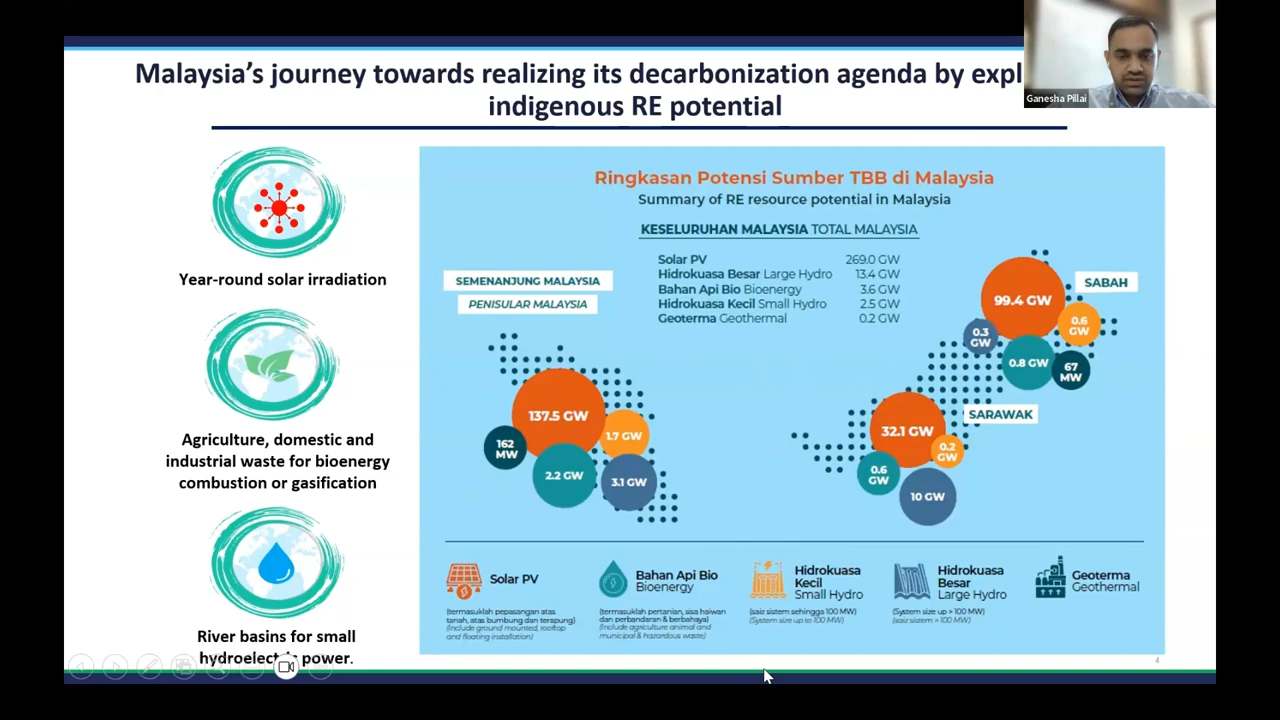 Malaysia's journey towards realizing its decarbonization agenda by expl
indigenous RE potential
Ganesha Pillai
Year-round solar irradiation
Agriculture, domestic and
industrial waste for bioenergy
combustion or gasification
River basins for small
hydroelectric power.
Ringkasan Potensi Sumber TBB di Malaysia
Summary of RE resource potential in Malaysia
KESELURUHAN MALAYSIA TOTAL MALAYSIA
Solar PV 269.0 GW
Hidrokuasa Besar Large Hydro 13.4 GW
Bahan Api Bio Bioenergy 3.6 GW
Hidrokuasa Kecil Small Hydro 2.5 GW
Geoterma Geothermal 0.2 GW
SEMENANJUNG MALAYSIA
PENISULAR MALAYSIA
137.5 GW
1.7 GW
162
MW
2.2 GW
3.1 GW
SABAH
99.4 GW
0.3
GW
0.6
GW
0.8 GW
67
MW
SARAWAK
32.1 GW
0.2
GW
0.6
GW
10 GW
Solar PV
(termasuklah pepasangan atas
tanah, atas bumbung dan terapung)
(Include ground mounted, rooftop
and floating installation)
Bahan Api Bio
Bioenergy
(termasuklah pertanian, sisa haiwan
dan perbandaran & berbahaya)
(Include agriculture animal and
municipal & hazardous waste)
Hidrokuasa
Kecil
Small Hydro
(saiz sistem sehingga 100 MW)
(System size up to 100 MW)
Hidrokuasa
Besar
Large Hydro
(System size up > 100 MW)
(saiz sistem > 100 MW)
Geoterma
Geothermal
4